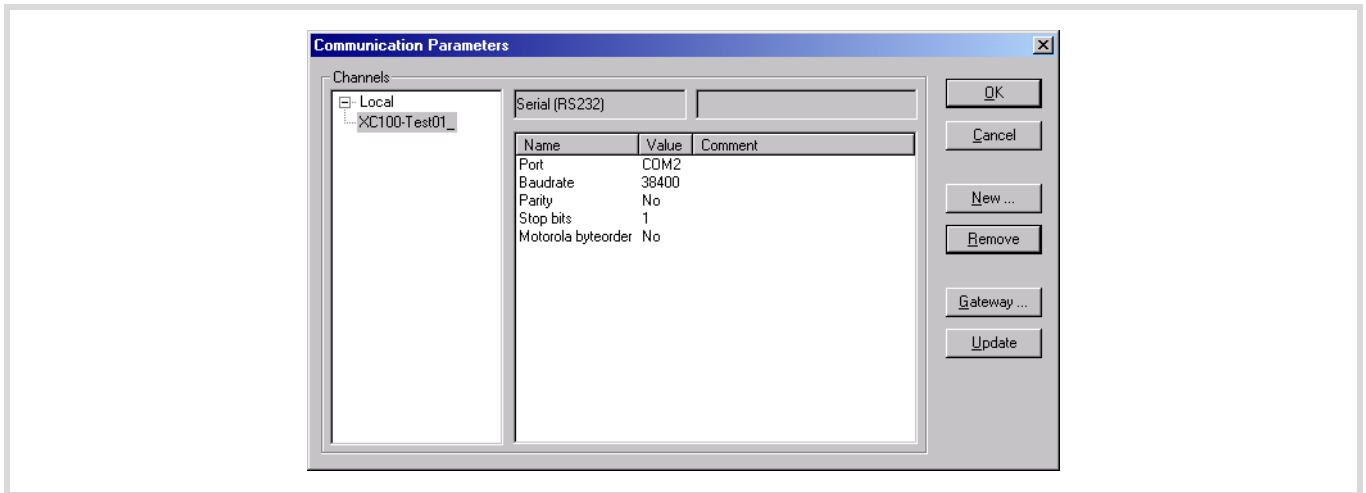 Communication Parameters
Channels
Local
XC100-Test01_
Serial (RS232)
Name Value Comment
Port COM2
Baudrate 38400
Parity No
Stop bits 1
Motorola byteorder No
OK
Cancel
New ...
Remove
Gateway ...
Update